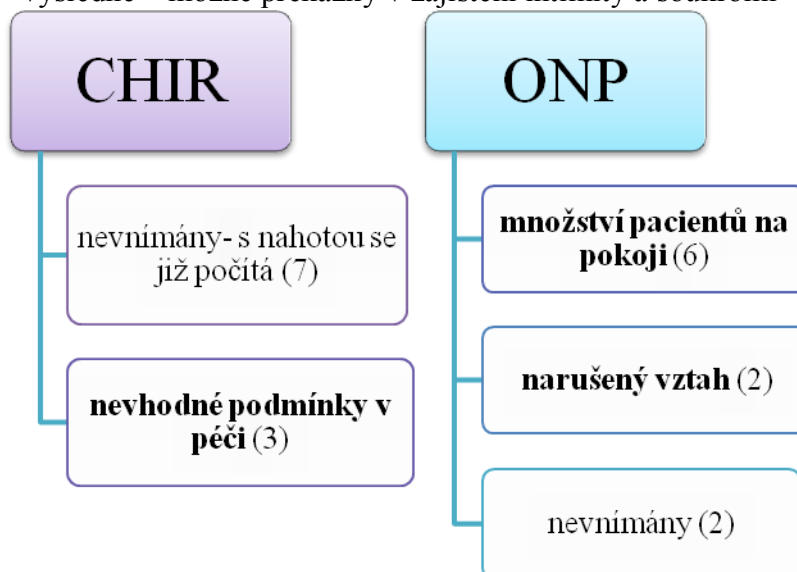 CHIR
nevnímány- s nahotou se
již počítá (7)
nevhodné podmínky v
péči (3)
ONP
množství pacientů na
pokoji (6)
narušený vztah (2)
nevnímány (2)